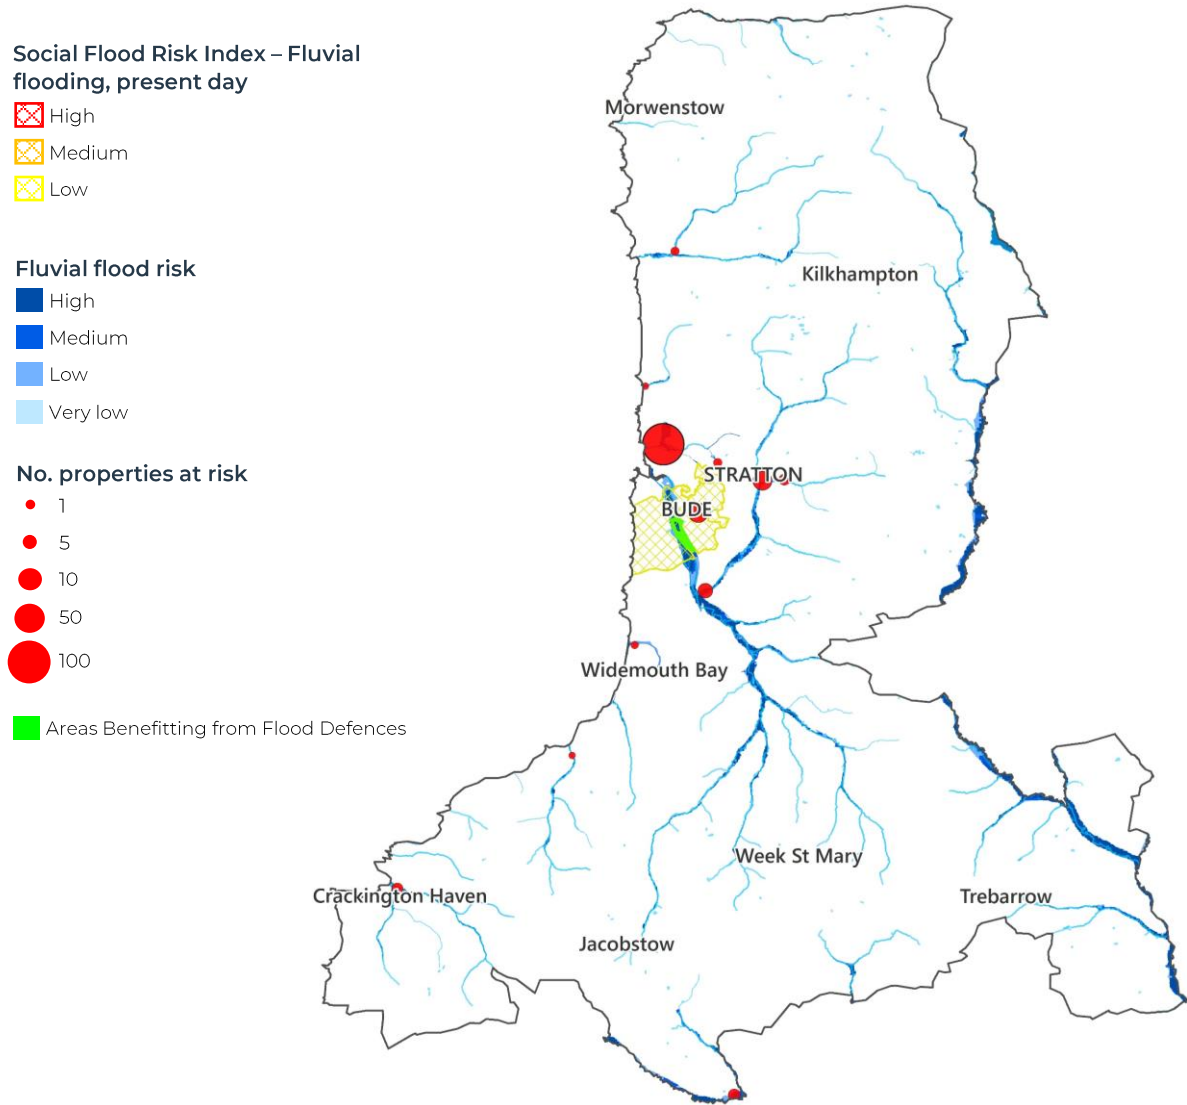 Social Flood Risk Index – Fluvial
flooding, present day
High
Medium
Low
Fluvial flood risk
High
Medium
Low
Very low
No. properties at risk
1
5
10
50
100
Areas Benefitting from Flood Defences
Morwenstow
Kilkhampton
STRATTON
BUDE
Widemouth Bay
Week St Mary
Crackington Haven
Trebarrow
Jacobstow